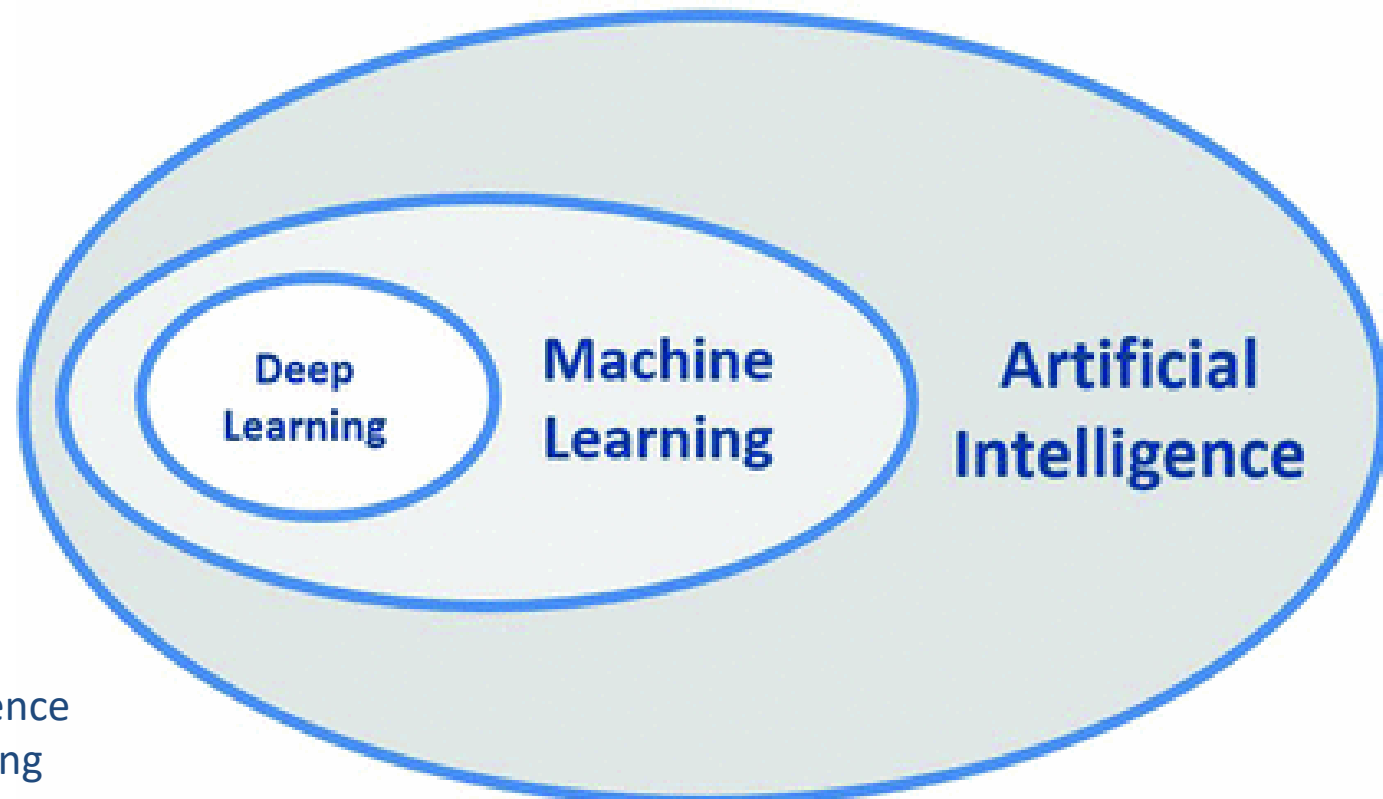 Deep
Learning
Machine
Learning
Artificial
Intelligence
ence
ng